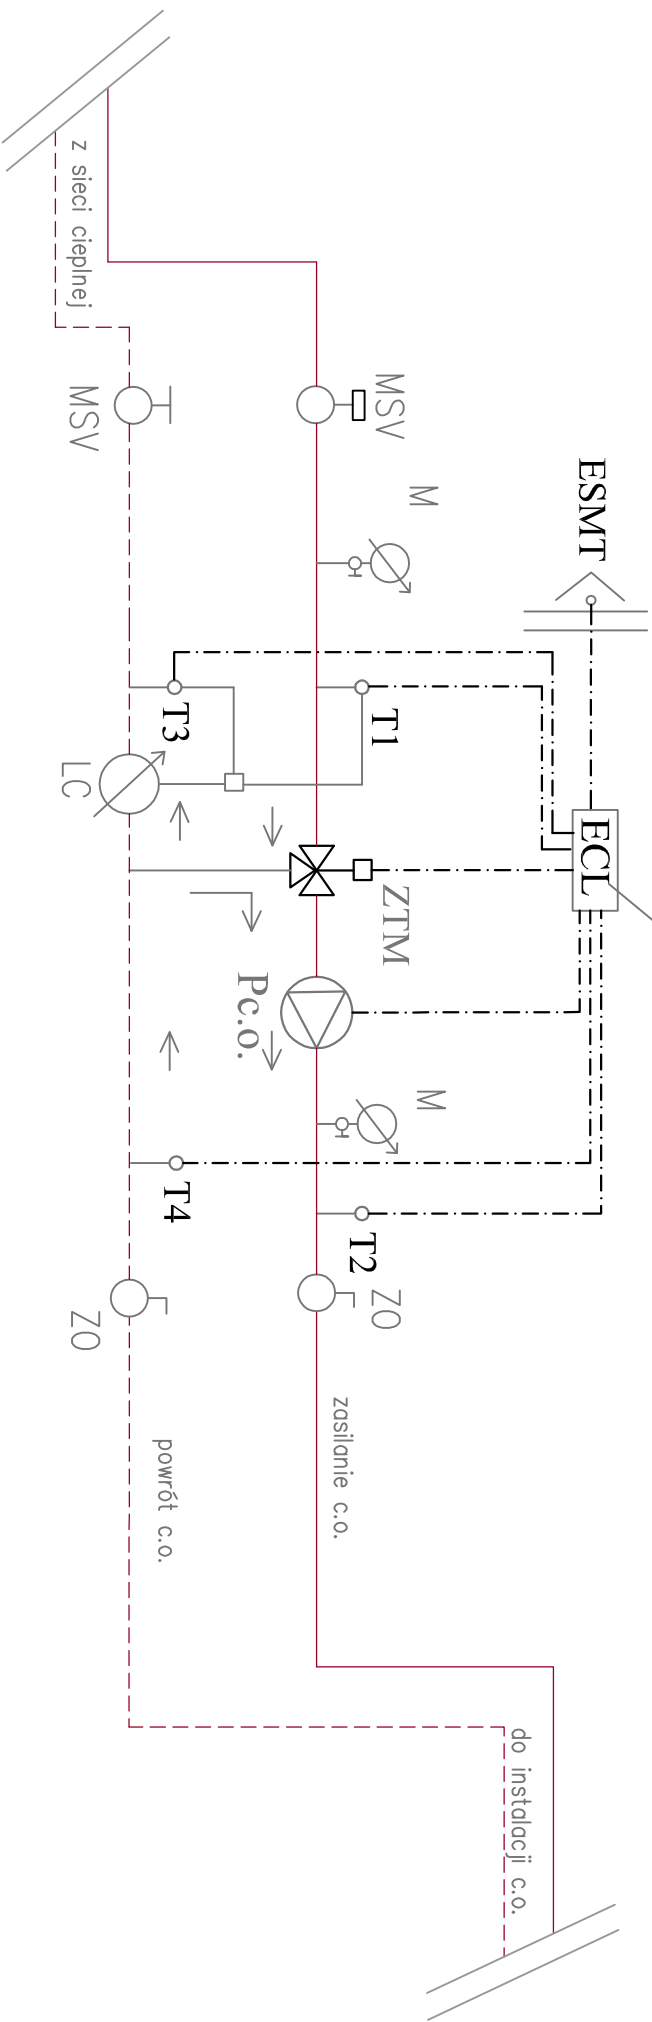 z sieci cieplnej
MSV
MSV
M
ESMT
T3
T1
LC
ECL
ZTM
Pc.o.
M
T4
T2
ZO
ZO
zasilanie c.o.
powrót c.o.
do instalacji c.o.